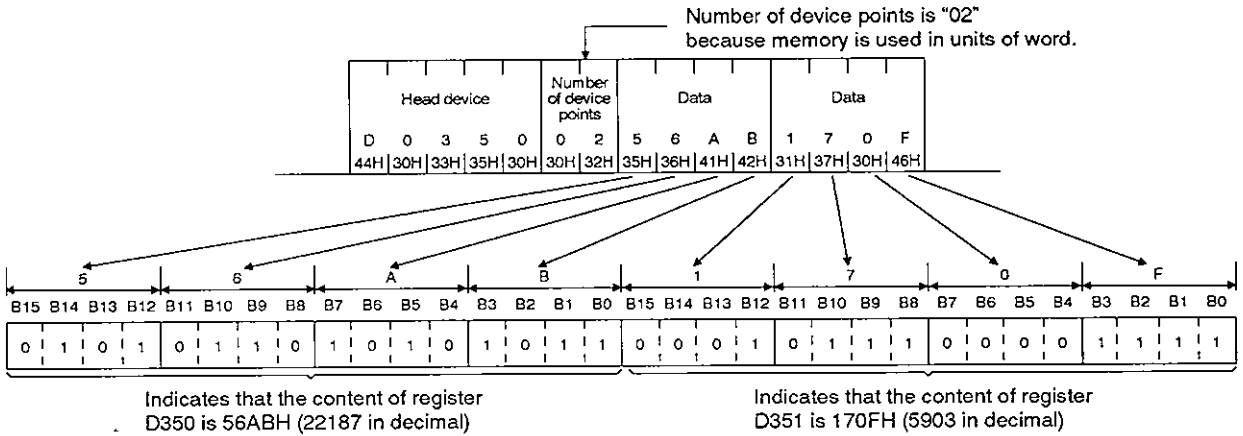 Number of device points is "02"
because memory is used in units of word.
Head device
Number
of device
points
Data
Data
D 0 3 5 0 0 2 5 6 A B 1 7 0 F
44H 30H 33H 35H 30H 30H 32H 35H 36H 41H 42H 31H 37H 30H 46H
5 6 A B 1 7 0 F
B15 B14 B13 B12 B11 B10 B9 B8 B7 B6 B5 B4 B3 B2 B1 B0 B15 B14 B13 B12 B11 B10 B9 B8 B7 B6 B5 B4 B3 B2 B1 B0
0 1 0 1 0 1 1 0 1 0 1 0 1 0 1 1 0 0 0 1 0 1 1 1 0 0 0 0 1 1 1 1
Indicates that the content of register
D350 is 56ABH (22187 in decimal)
Indicates that the content of register
D351 is 170FH (5903 in decimal)